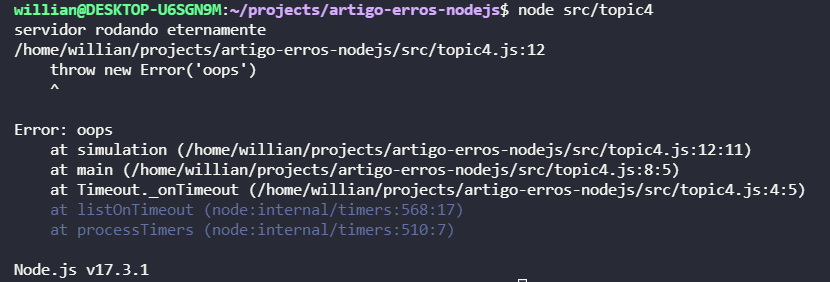 willian@DESKTOP-U6SGN9M:~/projects/artigo-erros-nodejs$ node src/topic4
servidor rodando eternamente
/home/willian/projects/artigo-erros-nodejs/src/topic4.js:12
    throw new Error('oops')
    ^

Error: oops
    at simulation (/home/willian/projects/artigo-erros-nodejs/src/topic4.js:12:11)
    at main (/home/willian/projects/artigo-erros-nodejs/src/topic4.js:8:5)
    at Timeout._onTimeout (/home/willian/projects/artigo-erros-nodejs/src/topic4.js:4:5)
    at listOnTimeout (node:internal/timers:568:17)
    at processTimers (node:internal/timers:510:7)

Node.js v17.3.1